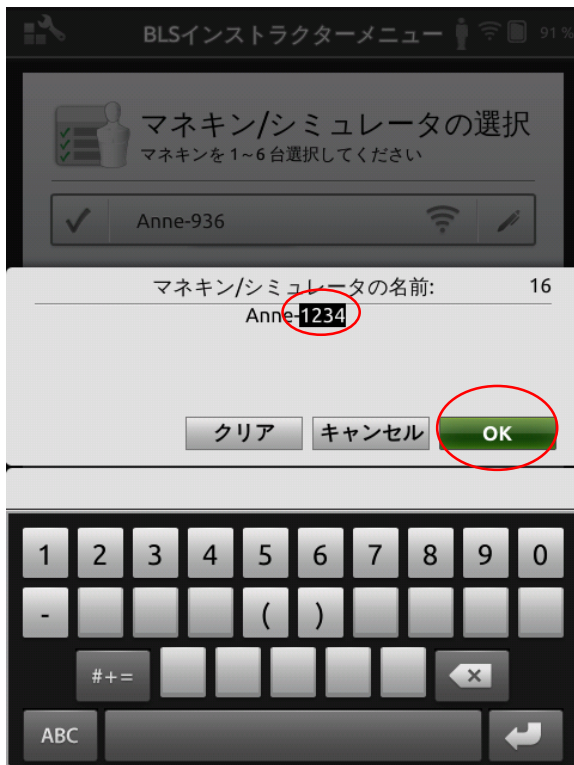 BLSインストラクターメニュー 91%
マネキン/シミュレータの選択
マネキンを1~6台選択してください
Anne-936
マネキン/シミュレータの名前: 16
Anne-1234
クリア キャンセル OK
1 2 3 4 5 6 7 8 9 0
- ( )
#+=
ABC